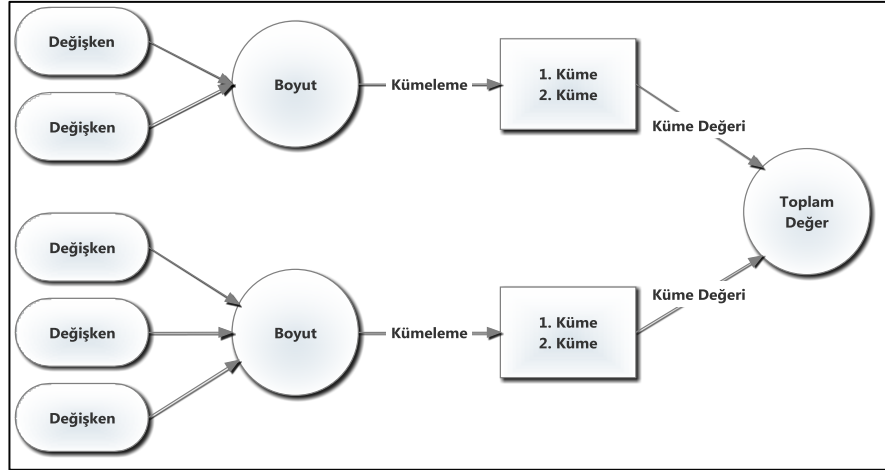 Değişken
Değişken
Boyut
Kümeleme
1. Küme
2. Küme
Küme Değeri
Toplam
Değer
Değişken
Değişken
Değişken
Boyut
Kümeleme
1. Küme
2. Küme
Küme Değeri